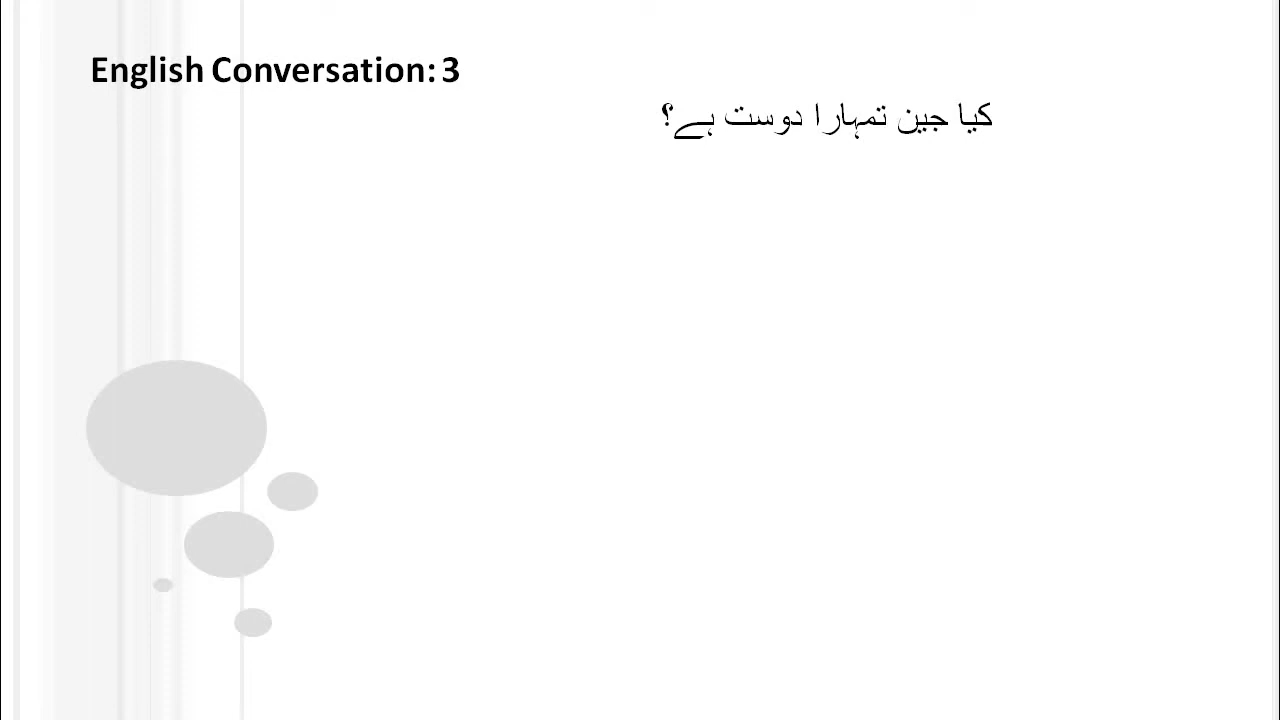 English Conversation: 3
کیا جین تمہارا دوست ہے؟